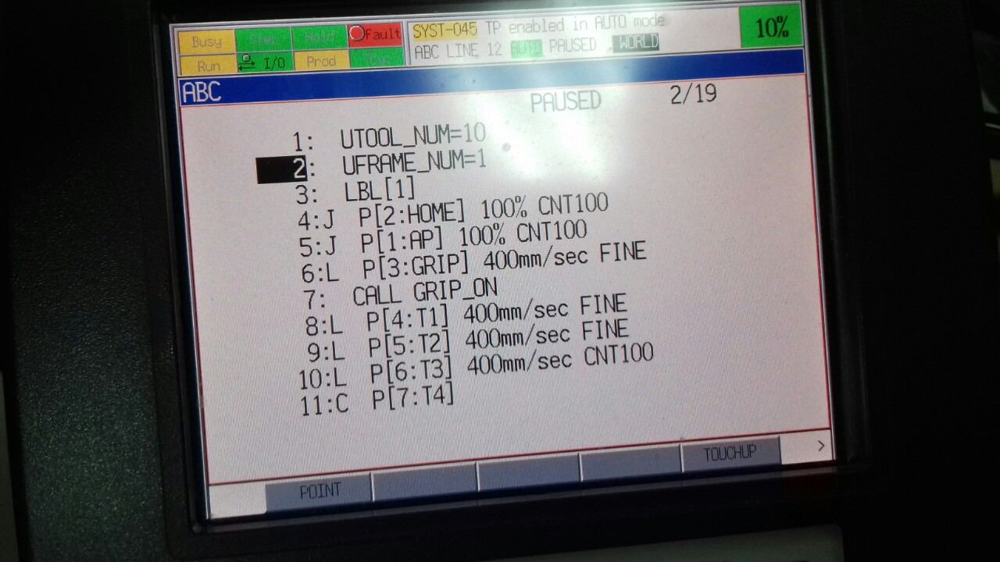 Busy Step Hold Fault
Run I/O Prod
SYST-045 TP enabled in AUTO mode
ABC LINE 12 AUTO PAUSED WORLD
10%
ABC
PAUSED 2/19
1: UTOOL_NUM=10
2: UFRAME_NUM=1
3: LBL[1]
4:J P[2:HOME] 100% CNT100
5:J P[1:AP] 100% CNT100
6:L P[3:GRIP] 400mm/sec FINE
7: CALL GRIP_ON
8:L P[4:T1] 400mm/sec FINE
9:L P[5:T2] 400mm/sec FINE
10:L P[6:T3] 400mm/sec CNT100
11:C P[7:T4]
POINT TOUCHUP >